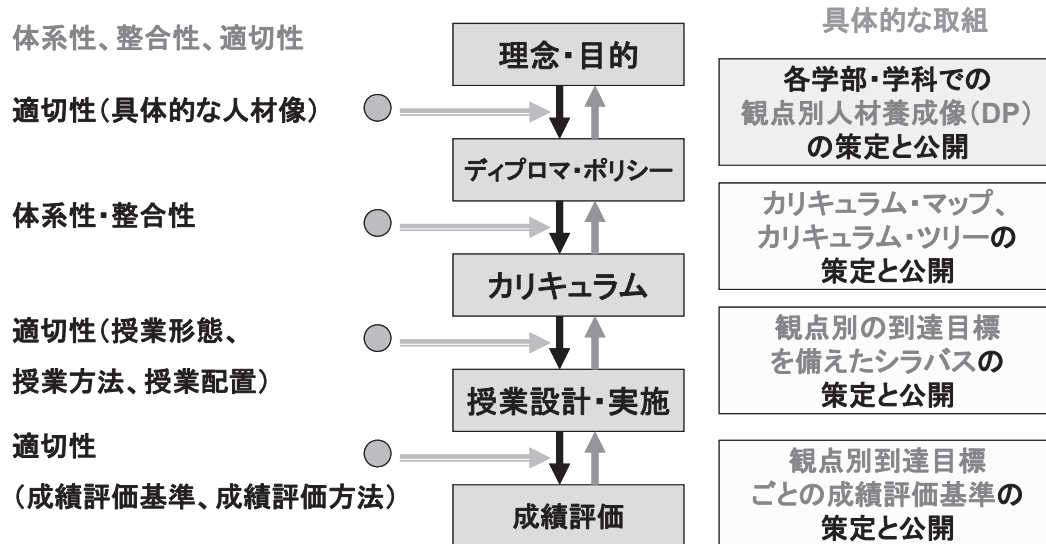 体系性、整合性、適切性
適切性(具体的な人材像)
体系性・整合性
適切性(授業形態、
授業方法、授業配置)
適切性
(成績評価基準、成績評価方法)
理念・目的
ディプロマ・ポリシー
カリキュラム
授業設計・実施
成績評価
具体的な取組
各学部・学科での
観点別人材養成像(DP)
の策定と公開
カリキュラム・マップ、
カリキュラム・ツリーの
策定と公開
観点別の到達目標
を備えたシラバスの
策定と公開
観点別到達目標
ごとの成績評価基準の
策定と公開